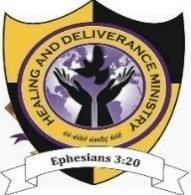 HEALING AND DELIVERANCE MINISTRY
Ephesians 3:20